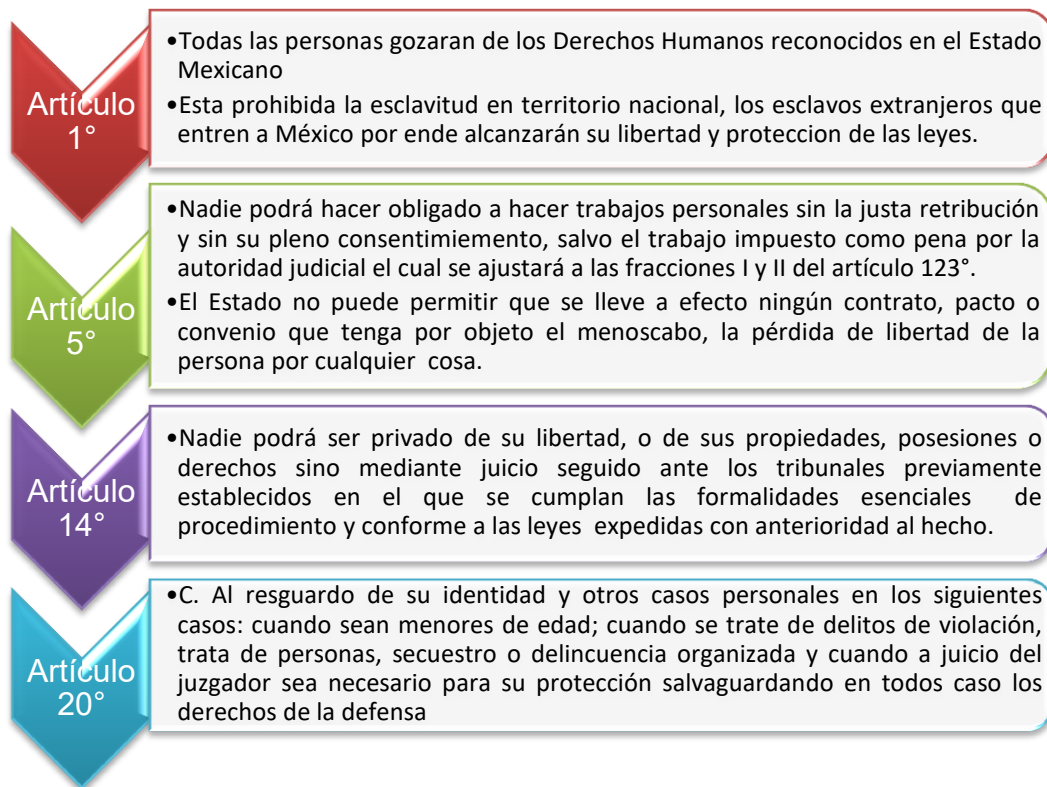 Artículo
1°
•Todas las personas gozaran de los Derechos Humanos reconocidos en el Estado
Mexicano
•Esta prohibida la esclavitud en territorio nacional, los esclavos extranjeros que
entren a México por ende alcanzarán su libertad y proteccion de las leyes.
Artículo
5°
•Nadie podrá hacer obligado a hacer trabajos personales sin la justa retribución
y sin su pleno consentimiemento, salvo el trabajo impuesto como pena por la
autoridad judicial el cual se ajustará a las fracciones I y II del artículo 123°.
•El Estado no puede permitir que se lleve a efecto ningún contrato, pacto o
convenio que tenga por objeto el menoscabo, la pérdida de libertad de la
persona por cualquier cosa.
Artículo
14°
•Nadie podrá ser privado de su libertad, o de sus propiedades, posesiones o
derechos sino mediante juicio seguido ante los tribunales previamente
establecidos en el que se cumplan las formalidades esenciales de
procedimiento y conforme a las leyes expedidas con anterioridad al hecho.
Artículo
20°
•C. Al resguardo de su identidad y otros casos personales en los siguientes
casos: cuando sean menores de edad; cuando se trate de delitos de violación,
trata de personas, secuestro o delincuencia organizada y cuando a juicio del
juzgador sea necesario para su protección salvaguardando en todos caso los
derechos de la defensa